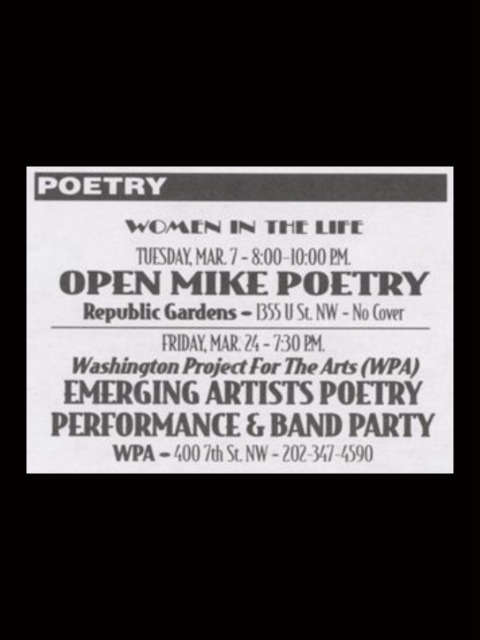 POETRY
WOMEN IN THE LIFE
TUESDAY, MAR. 7 - 8:00-10:00 P.M.
OPEN MIKE POETRY
Republic Gardens - 1355 U St. NW - No Cover
FRIDAY, MAR. 24 - 7:30 P.M.
Washington Project For The Arts (WPA)
EMERGING ARTISTS POETRY
PERFORMANCE & BAND PARTY
WPA - 400 7th St. NW - 202-347-4590